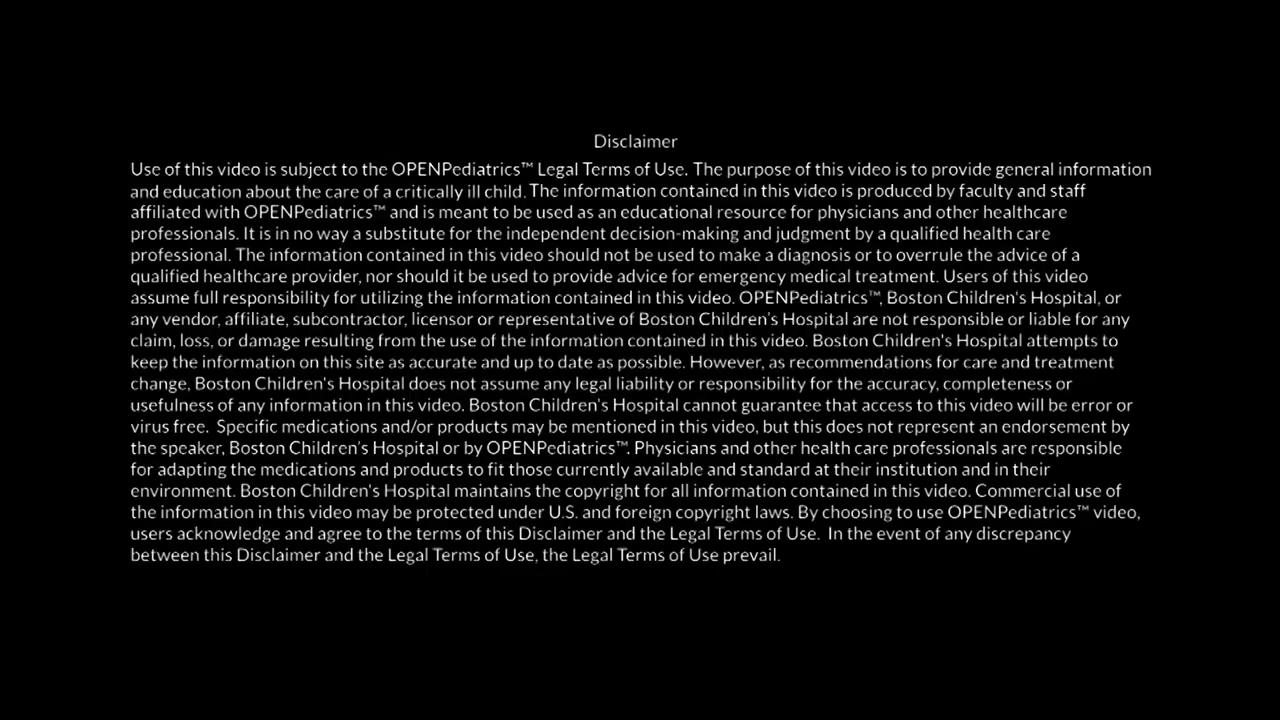 Disclaimer
Use of this video is subject to the OPENPediatrics™ Legal Terms of Use. The purpose of this video is to provide general information
and education about the care of a critically ill child. The information contained in this video is produced by faculty and staff
affiliated with OPENPediatrics™ and is meant to be used as an educational resource for physicians and other healthcare
professionals. It is in no way a substitute for the independent decision-making and judgment by a qualified health care
professional. The information contained in this video should not be used to make a diagnosis or to overrule the advice of a
qualified healthcare provider, nor should it be used to provide advice for emergency medical treatment. Users of this video
assume full responsibility for utilizing the information contained in this video. OPENPediatrics™, Boston Children's Hospital, or
any vendor, affiliate, subcontractor, licensor or representative of Boston Children’s Hospital are not responsible or liable for any
claim, loss, or damage resulting from the use of the information contained in this video. Boston Children's Hospital attempts to
keep the information on this site as accurate and up to date as possible. However, as recommendations for care and treatment
change, Boston Children's Hospital does not assume any legal liability or responsibility for the accuracy, completeness or
usefulness of any information in this video. Boston Children's Hospital cannot guarantee that access to this video will be error or
virus free.  Specific medications and/or products may be mentioned in this video, but this does not represent an endorsement by
the speaker, Boston Children’s Hospital or by OPENPediatrics™. Physicians and other health care professionals are responsible
for adapting the medications and products to fit those currently available and standard at their institution and in their
environment. Boston Children's Hospital maintains the copyright for all information contained in this video. Commercial use of
the information in this video may be protected under U.S. and foreign copyright laws. By choosing to use OPENPediatrics™ video,
users acknowledge and agree to the terms of this Disclaimer and the Legal Terms of Use.  In the event of any discrepancy
between this Disclaimer and the Legal Terms of Use, the Legal Terms of Use prevail.